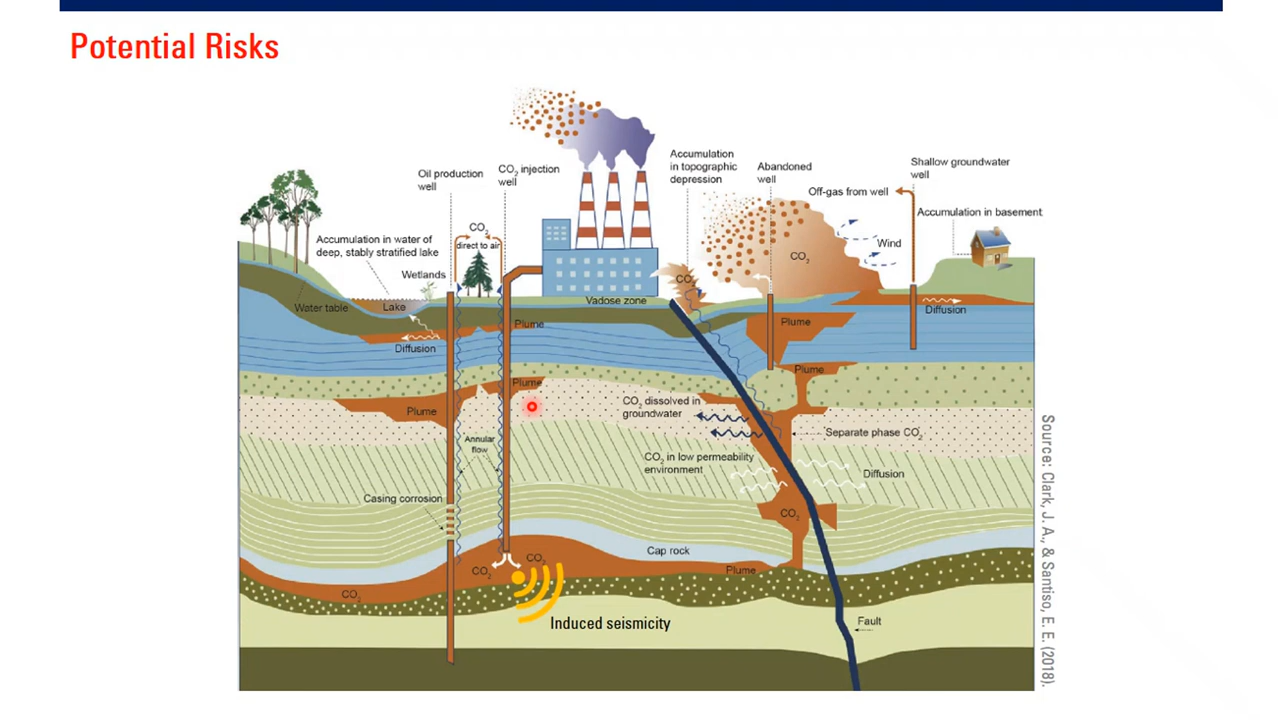 Potential Risks
Oil production
well
CO2 injection
well
Accumulation
in topographic
depression
Abandoned
well
Shallow groundwater
well
Off-gas from well
Accumulation in basement
Accumulation in water of
deep, stably stratified lake
CO2
direct to air
Wind
CO2
Wetlands
CO2
Vadose zone
Water table
Lake
Diffusion
Plume
Plume
Diffusion
Plume
Plume
Plume
CO2 dissolved in
groundwater
Separate phase CO2
Annular
flow
CO2 in low permeability
environment
Diffusion
Casing corrosion
CO2
Cap rock
CO2
CO2
Plume
CO2
Induced seismicity
Fault
Source: Clark, J. A., & Santiso, E. E. (2018).